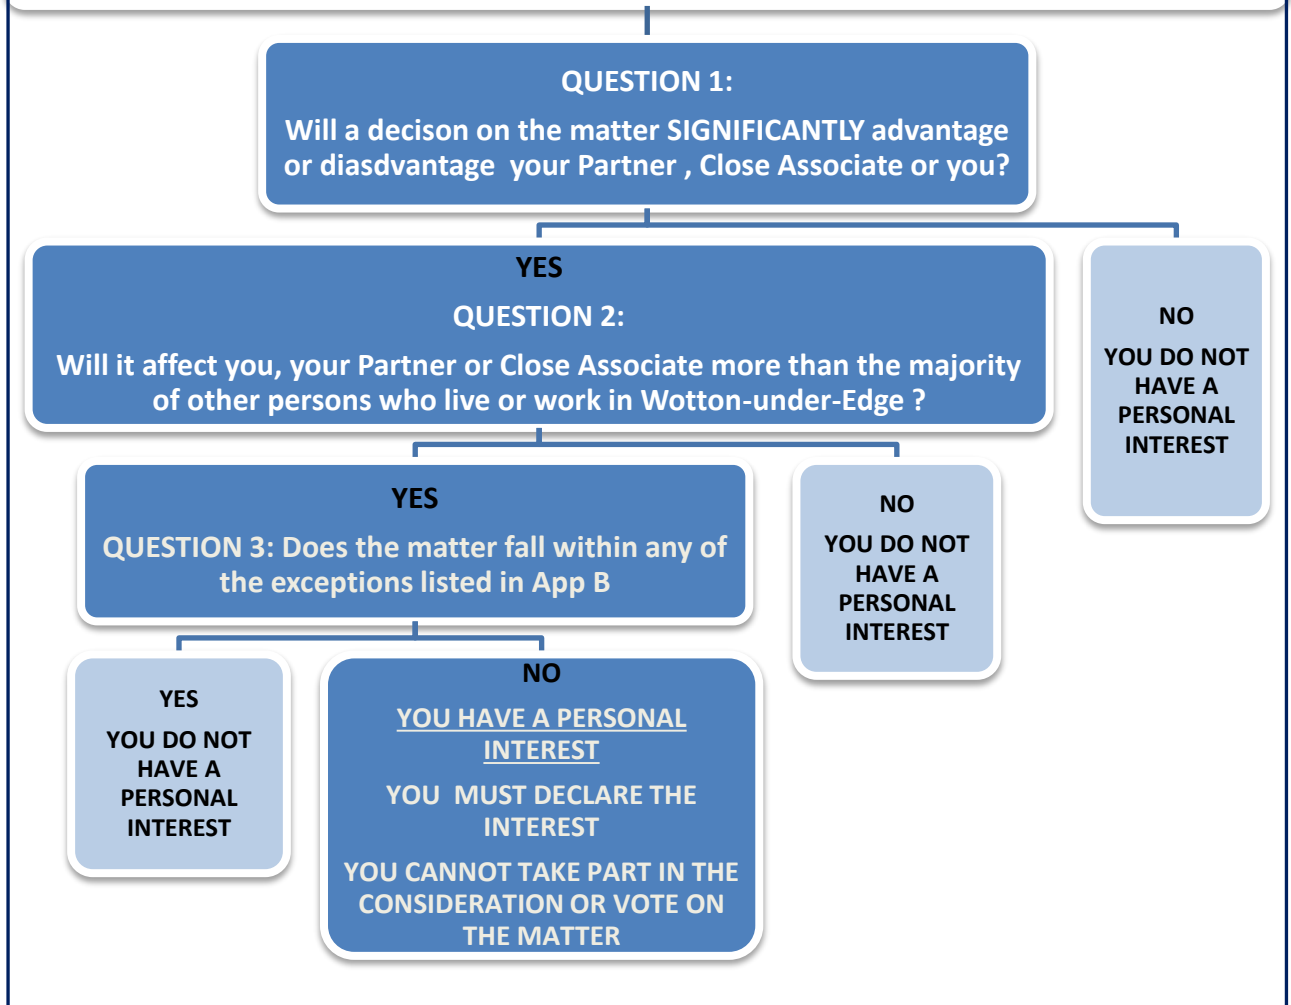 QUESTION 1:
Will a decison on the matter SIGNIFICANTLY advantage
or diasdvantage your Partner , Close Associate or you?
YES
QUESTION 2:
Will it affect you, your Partner or Close Associate more than the majority
of other persons who live or work in Wotton-under-Edge ?
NO
YOU DO NOT
HAVE A
PERSONAL
INTEREST
YES
QUESTION 3: Does the matter fall within any of
the exceptions listed in App B
NO
YOU DO NOT
HAVE A
PERSONAL
INTEREST
YES
YOU DO NOT
HAVE A
PERSONAL
INTEREST
NO
YOU HAVE A PERSONAL
INTEREST
YOU MUST DECLARE THE
INTEREST
YOU CANNOT TAKE PART IN THE
CONSIDERATION OR VOTE ON
THE MATTER